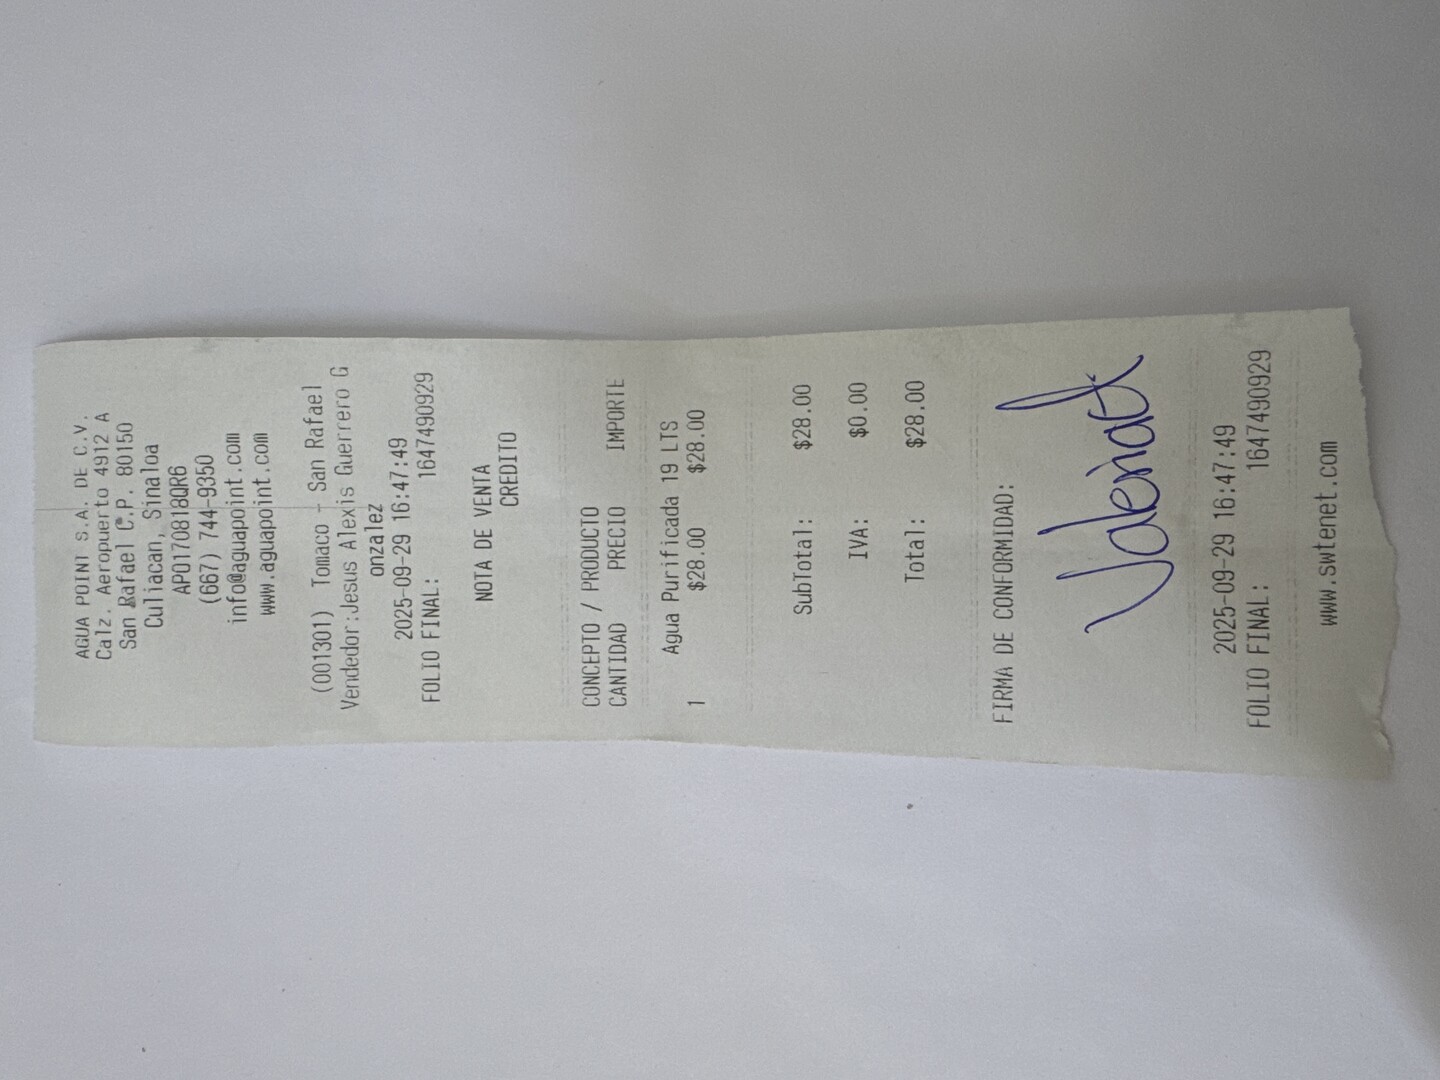 AGUA POINT S.A. DE C.V.
Calz. Aeropuerto 4912 A
San Rafael C.P. 80150
Culiacan, Sinaloa
APO170818QR6
(667) 744-9350
info@aguapoint.com
www.aguapoint.com
(001301) Tomaco - San Rafael
Vendedor:Jesus Alexis Guerrero G
onzalez
2025-09-29 16:47:49
FOLIO FINAL: 1647490929
NOTA DE VENTA
CREDITO
CONCEPTO / PRODUCTO
CANTIDAD PRECIO IMPORTE
Agua Purificada 19 LTS
1 $28.00 $28.00
SubTotal: $28.00
IVA: $0.00
Total: $28.00
FIRMA DE CONFORMIDAD:
2025-09-29 16:47:49
FOLIO FINAL: 1647490929
www.swtenet.com